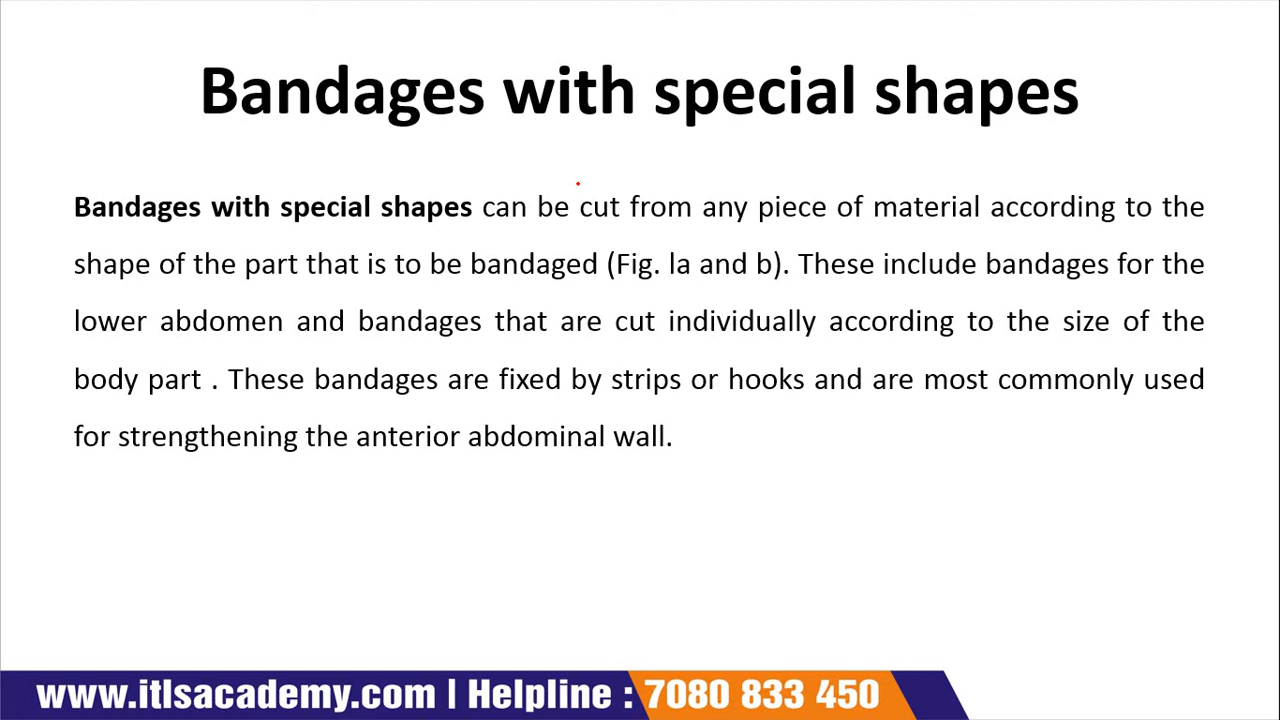 Bandages with special shapes
Bandages with special shapes can be cut from any piece of material according to the
shape of the part that is to be bandaged (Fig. la and b). These include bandages for the
lower abdomen and bandages that are cut individually according to the size of the
body part . These bandages are fixed by strips or hooks and are most commonly used
for strengthening the anterior abdominal wall.
www.itlsacademy.com | Helpline : 7080 833 450